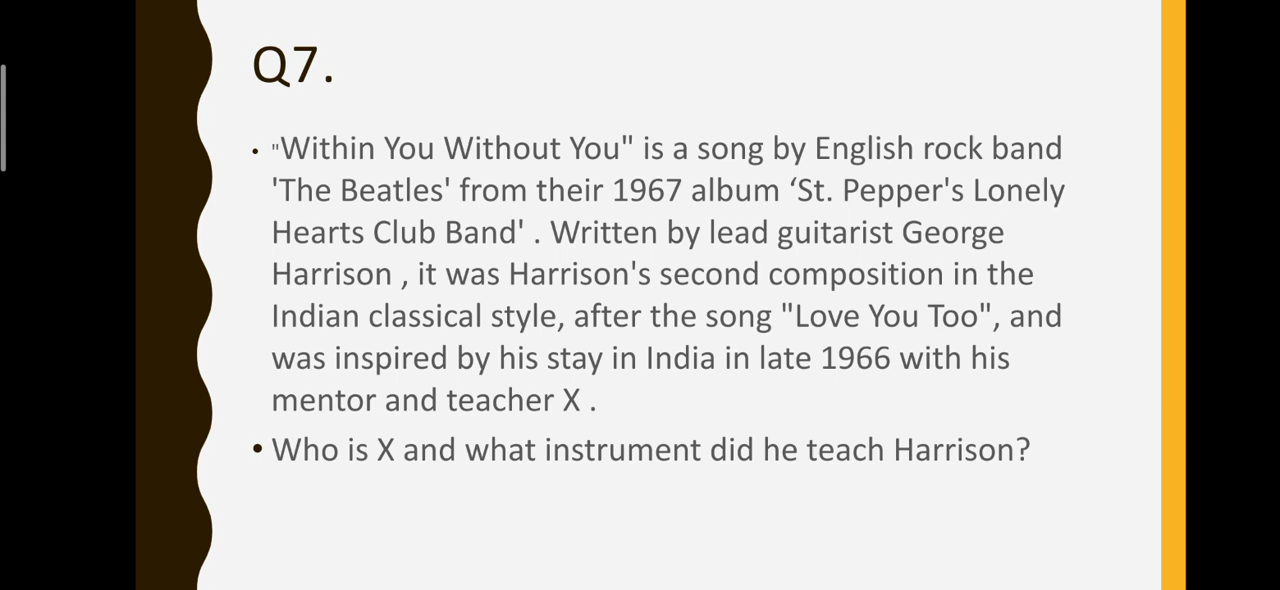 Q7.
• "Within You Without You" is a song by English rock band
'The Beatles' from their 1967 album ‘St. Pepper's Lonely
Hearts Club Band' . Written by lead guitarist George
Harrison , it was Harrison's second composition in the
Indian classical style, after the song "Love You Too", and
was inspired by his stay in India in late 1966 with his
mentor and teacher X .
• Who is X and what instrument did he teach Harrison?